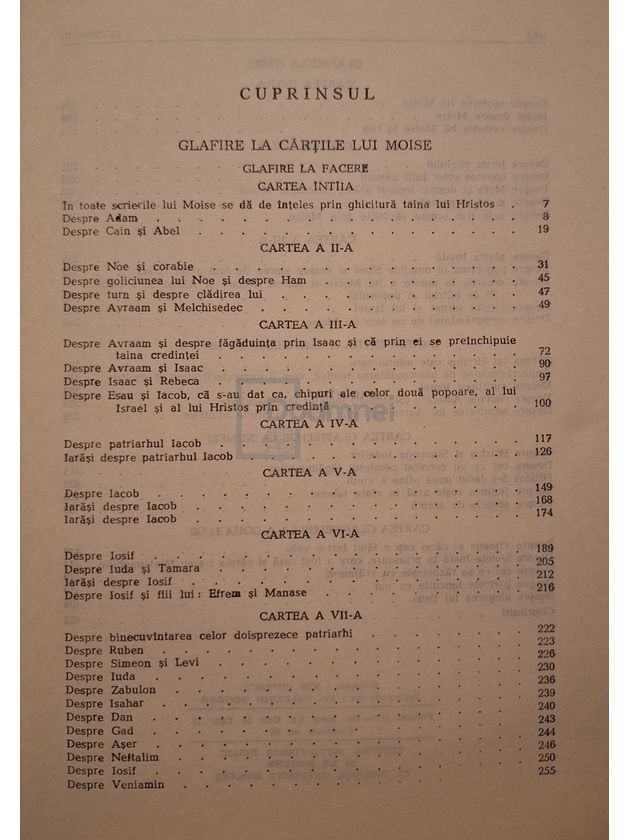 CUPRINSUL
GLAFIRE LA CĂRŢILE LUI MOISE
GLAFIRE LA FACERE
CARTEA INTIIA
In toate scrierile lui Moise se dă de înţeles prin ghicitură taina lui Hristos . 7
Despre Adam . . . . . . . . . . . . . . . . 8
Despre Cain şi Abel . . . . . . . . . . . . . . 19
CARTEA A II-A
Despre Noe şi corabie . . . . . . . . . . . . . 31
Despre goliciunea lui Noe şi despre Ham . . . . . . . . 45
Despre turn şi despre clădirea lui . . . . . . . . . . 47
Despre Avraam şi Melchisedec . . . . . . . . . . . 49
CARTEA A III-A
Despre Avraam şi despre făgăduinţa prin Isaac şi că prin ei se preînchipuie
taina credinţei . . . . . . . . . . . . . . 72
Despre Avraam şi Isaac . . . . . . . . . . . . . 90
Despre Isaac şi Rebeca . . . . . . . . . . . . . 97
Despre Esau şi Iacob, că s-au dat ca, chipuri ale celor două popoare, al lui
Israel şi al lui Hristos prin credinţă . . . . . . . . 100
CARTEA A IV-A
Despre patriarhul Iacob . . . . . . . . . . . . . 117
Iarăşi despre patriarhul Iacob . . . . . . . . . . . 126
CARTEA A V-A
Despre Iacob . . . . . . . . . . . . . . . 149
Iarăşi despre Iacob . . . . . . . . . . . . . . 168
Iarăşi despre Iacob . . . . . . . . . . . . . . 174
CARTEA A VI-A
Despre Iosif . . . . . . . . . . . . . . . . 189
Despre Iuda şi Tamara . . . . . . . . . . . . . 205
Iarăşi despre Iosif . . . . . . . . . . . . . . 212
Despre Iosif şi fiii lui : Efrem şi Manase . . . . . . . . 216
CARTEA A VII-A
Despre binecuvîntarea celor doisprezece patriarhi . . . . . . 222
Despre Ruben . . . . . . . . . . . . . . . 223
Despre Simeon şi Levi . . . . . . . . . . . . . 226
Despre Iuda . . . . . . . . . . . . . . . . 230
Despre Zabulon . . . . . . . . . . . . . . . 236
Despre Isahar . . . . . . . . . . . . . . . 239
Despre Dan . . . . . . . . . . . . . . . . 240
Despre Gad . . . . . . . . . . . . . . . . 243
Despre Aşer . . . . . . . . . . . . . . . . 244
Despre Neftalim . . . . . . . . . . . . . . . 246
Despre Iosif . . . . . . . . . . . . . . . . 250
Despre Veniamin . . . . . . . . . . . . . . . 255